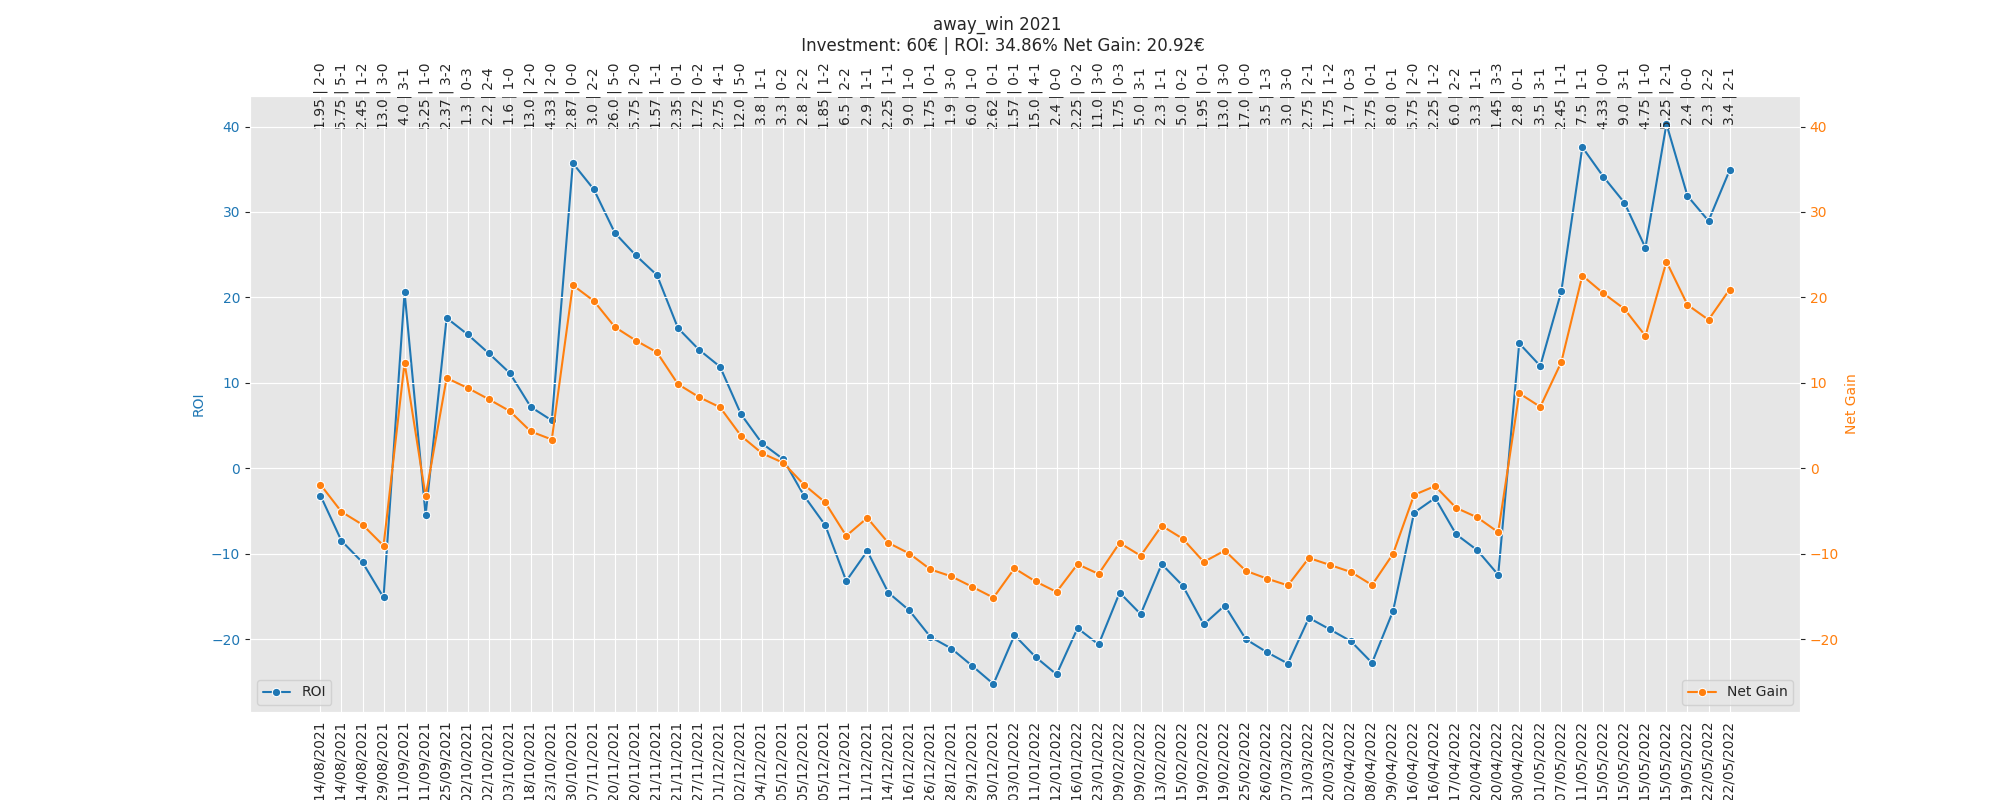 away_win 2021
Investment: 60€ | ROI: 34.86% Net Gain: 20.92€
1.95 | 2-0
5.75 | 5-1
2.45 | 1-2
13.0 | 3-0
4.0 | 3-1
5.25 | 1-0
2.37 | 3-2
1.3 | 0-3
2.2 | 2-4
1.6 | 1-0
13.0 | 2-0
4.33 | 2-0
2.87 | 0-0
3.0 | 2-2
26.0 | 5-0
5.75 | 2-0
1.57 | 1-1
2.35 | 0-1
1.72 | 0-2
2.75 | 4-1
12.0 | 5-0
3.8 | 1-1
3.3 | 0-2
2.8 | 2-2
1.85 | 1-2
6.5 | 2-2
2.9 | 1-1
2.25 | 1-1
9.0 | 1-0
1.75 | 0-1
1.9 | 3-0
6.0 | 1-0
2.62 | 0-1
1.57 | 0-1
15.0 | 4-1
2.4 | 0-0
2.25 | 0-2
11.0 | 3-0
1.75 | 0-3
5.0 | 3-1
2.3 | 1-1
5.0 | 0-2
1.95 | 0-1
13.0 | 3-0
17.0 | 0-0
3.5 | 1-3
3.0 | 3-0
2.75 | 2-1
1.75 | 1-2
1.7 | 0-3
2.75 | 0-1
8.0 | 0-1
5.75 | 2-0
2.25 | 1-2
6.0 | 2-2
3.3 | 1-1
1.45 | 3-3
2.8 | 0-1
3.5 | 3-1
2.45 | 1-1
7.5 | 1-1
4.33 | 0-0
9.0 | 3-1
4.75 | 1-0
5.25 | 2-1
2.4 | 0-0
2.3 | 2-2
3.4 | 2-1
40
30
20
10
0
−10
−20
ROI
40
30
20
10
0
−10
−20
Net Gain
ROI
Net Gain
14/08/2021
14/08/2021
14/08/2021
29/08/2021
11/09/2021
11/09/2021
25/09/2021
02/10/2021
02/10/2021
03/10/2021
18/10/2021
23/10/2021
30/10/2021
07/11/2021
20/11/2021
20/11/2021
21/11/2021
21/11/2021
27/11/2021
01/12/2021
02/12/2021
04/12/2021
05/12/2021
05/12/2021
05/12/2021
11/12/2021
11/12/2021
14/12/2021
16/12/2021
26/12/2021
28/12/2021
29/12/2021
30/12/2021
03/01/2022
11/01/2022
12/01/2022
16/01/2022
23/01/2022
09/02/2022
09/02/2022
13/02/2022
15/02/2022
19/02/2022
19/02/2022
25/02/2022
26/02/2022
07/03/2022
13/03/2022
20/03/2022
02/04/2022
08/04/2022
09/04/2022
16/04/2022
16/04/2022
17/04/2022
20/04/2022
20/04/2022
30/04/2022
01/05/2022
07/05/2022
11/05/2022
15/05/2022
15/05/2022
15/05/2022
15/05/2022
19/05/2022
22/05/2022
22/05/2022